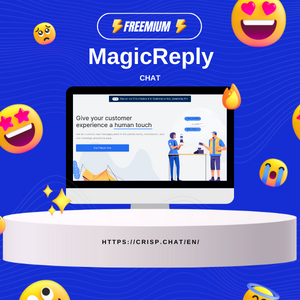 FREEMIUM
MagicReply
CHAT
Give your customer
experience a human touch
HTTPS://CRISP.CHAT/EN/